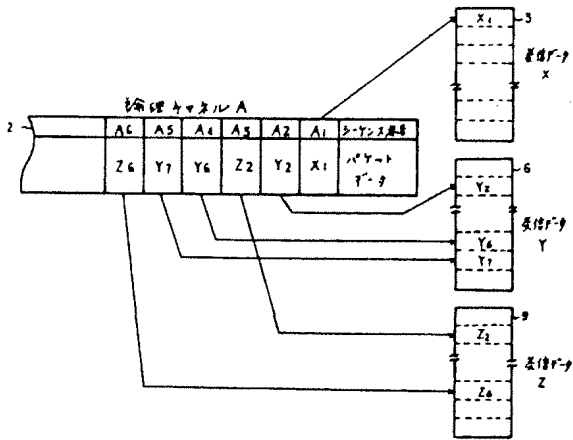 論理チャネル A
2
A6 A5 A4 A3 A2 A1 シーケンス番号
Z6 Y7 Y6 Z2 Y2 X1 パケット
データ
X1
3
受信データ
X
6
Y2
受信データ
Y
Y6
Y7
9
Z2
受信データ
Z
Z6